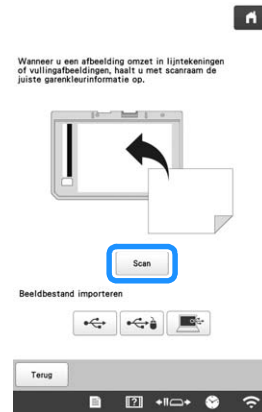 Wanneer u een afbeelding omzet in lijntekeningen
of vullingafbeeldingen, haalt u met scanraam de
juiste garenkleurinformatie op.
Scan
Beeldbestand importeren
Terug